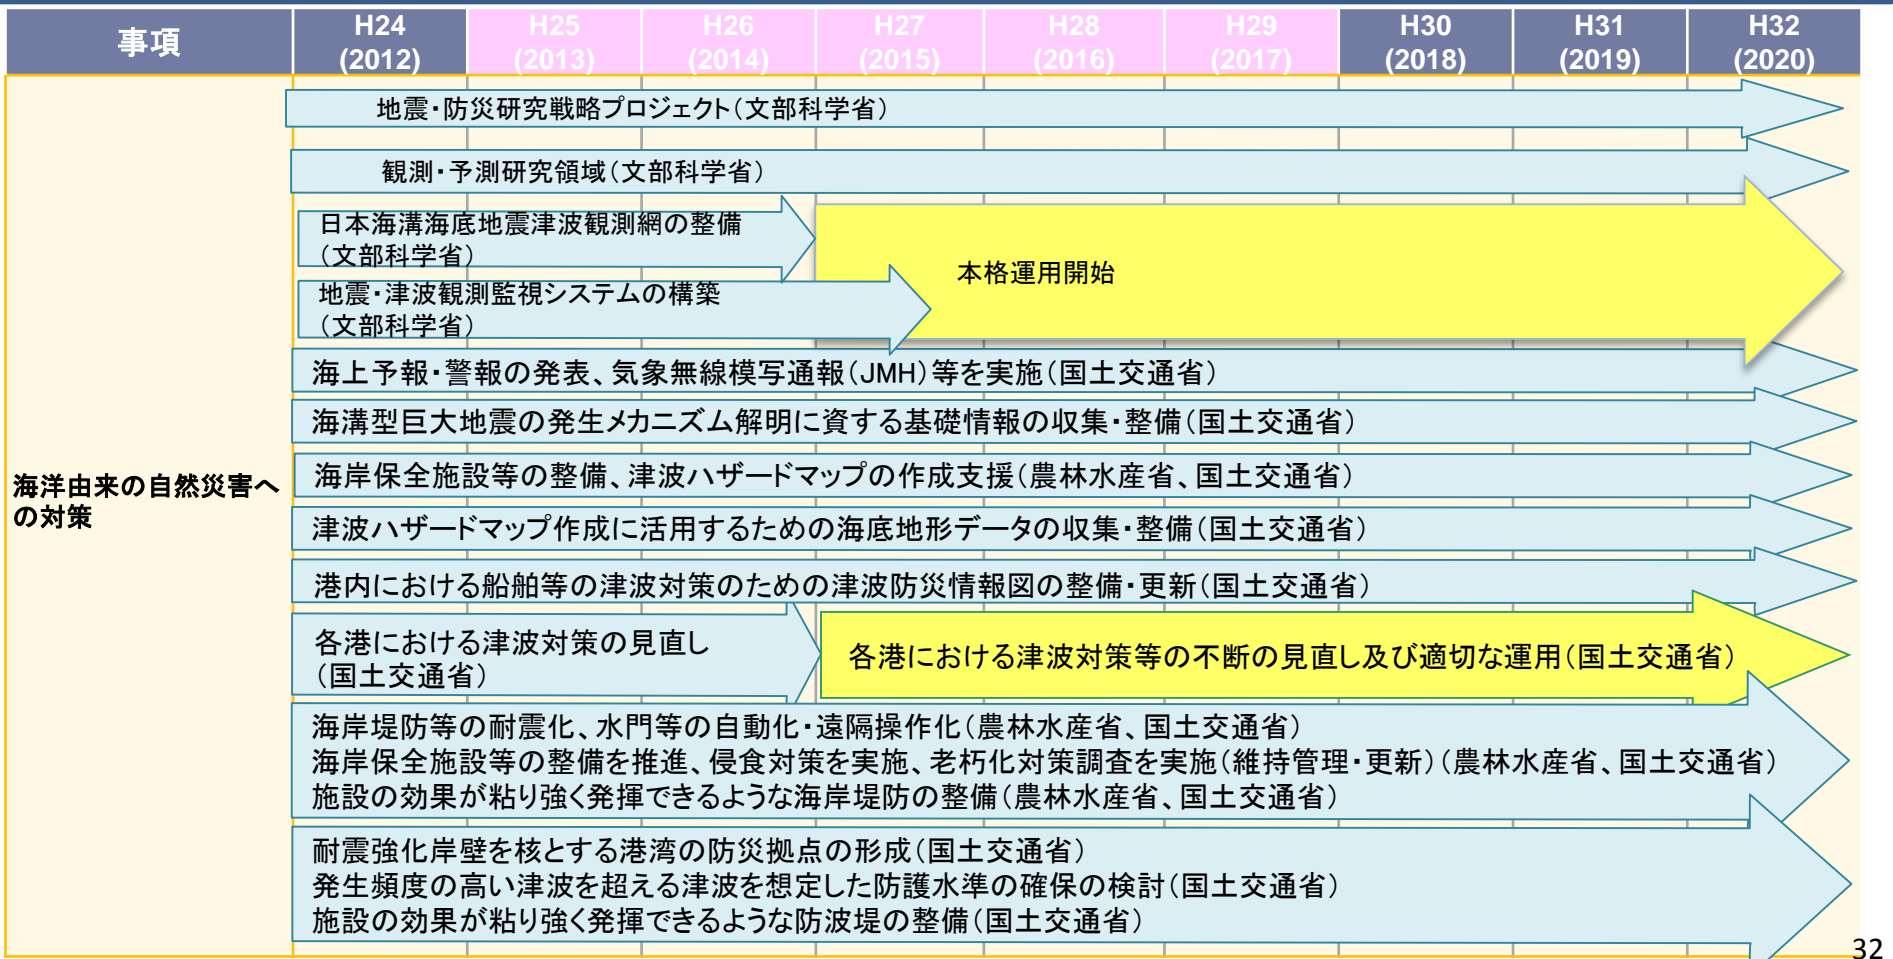 事項
H24
(2012)
H25
(2013)
H26
(2014)
H27
(2015)
H28
(2016)
H29
(2017)
H30
(2018)
H31
(2019)
H32
(2020)
海洋由来の自然災害へ
の対策
地震・防災研究戦略プロジェクト（文部科学省）
観測・予測研究領域（文部科学省）
日本海溝海底地震津波観測網の整備
（文部科学省）
本格運用開始
地震・津波観測監視システムの構築
（文部科学省）
海上予報・警報の発表、気象無線模写通報（JMH）等を実施（国土交通省）
海溝型巨大地震の発生メカニズム解明に資する基礎情報の収集・整備（国土交通省）
海岸保全施設等の整備、津波ハザードマップの作成支援（農林水産省、国土交通省）
津波ハザードマップ作成に活用するための海底地形データの収集・整備（国土交通省）
港内における船舶等の津波対策のための津波防災情報図の整備・更新（国土交通省）
各港における津波対策の見直し
（国土交通省）
各港における津波対策等の不断の見直し及び適切な運用（国土交通省）
海岸堤防等の耐震化、水門等の自動化・遠隔操作化（農林水産省、国土交通省）
海岸保全施設等の整備を推進、侵食対策を実施、老朽化対策調査を実施（維持管理・更新）（農林水産省、国土交通省）
施設の効果が粘り強く発揮できるような海岸堤防の整備（農林水産省、国土交通省）
耐震強化岸壁を核とする港湾の防災拠点の形成（国土交通省）
発生頻度の高い津波を超える津波を想定した防護水準の確保の検討（国土交通省）
施設の効果が粘り強く発揮できるような防波堤の整備（国土交通省）
32